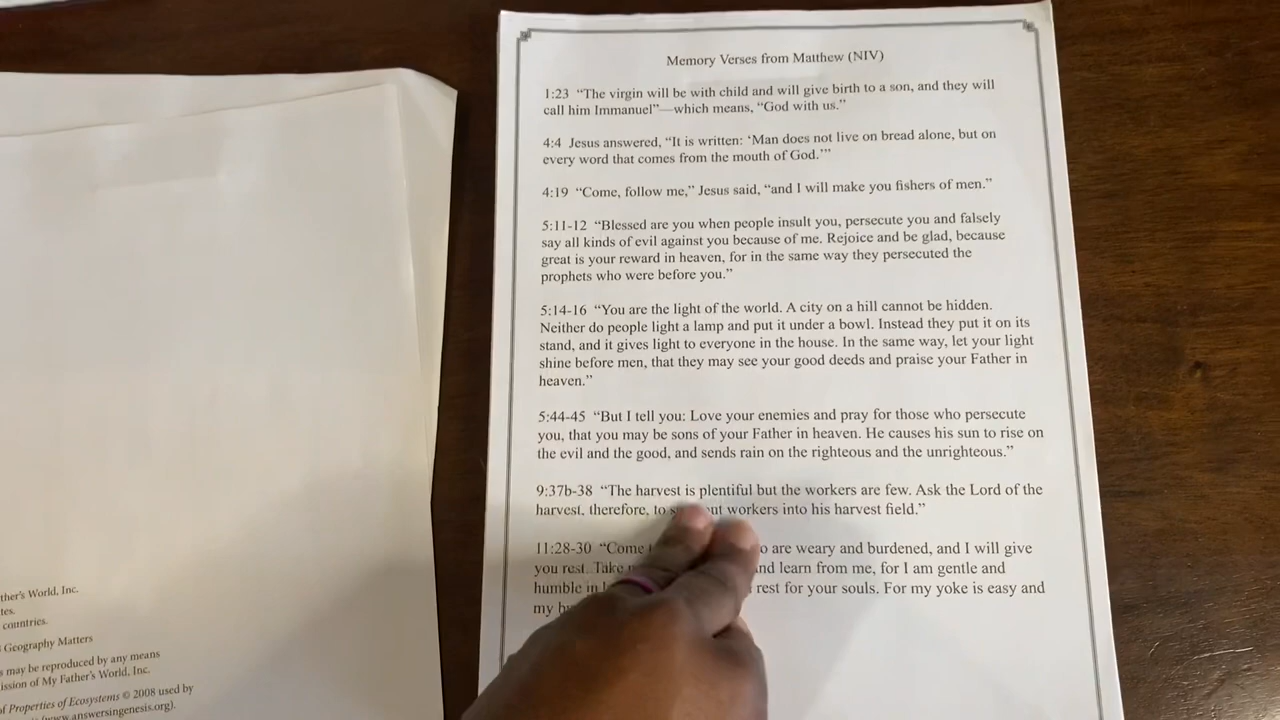 Memory Verses from Matthew (NIV)
1:23 “The virgin will be with child and will give birth to a son, and they will
call him Immanuel”—which means, “God with us.”
4:4 Jesus answered, “It is written: ‘Man does not live on bread alone, but on
every word that comes from the mouth of God.’”
4:19 “Come, follow me,” Jesus said, “and I will make you fishers of men.”
5:11-12 “Blessed are you when people insult you, persecute you and falsely
say all kinds of evil against you because of me. Rejoice and be glad, because
great is your reward in heaven, for in the same way they persecuted the
prophets who were before you.”
5:14-16 “You are the light of the world. A city on a hill cannot be hidden.
Neither do people light a lamp and put it under a bowl. Instead they put it on its
stand, and it gives light to everyone in the house. In the same way, let your light
shine before men, that they may see your good deeds and praise your Father in
heaven.”
5:44-45 “But I tell you: Love your enemies and pray for those who persecute
you, that you may be sons of your Father in heaven. He causes his sun to rise on
the evil and the good, and sends rain on the righteous and the unrighteous.”
9:37b-38 “The harvest is plentiful but the workers are few. Ask the Lord of the
harvest, therefore, to workers into his harvest field.”
11:28-30 “Come are weary and burdened, and I will give
you rest. Take and learn from me, for I am gentle and
humble in rest for your souls. For my yoke is easy and
my
ther’s World, Inc.
tes.
countries.
Geography Matters
s may be reproduced by any means
ission of My Father’s World, Inc.
of Properties of Ecosystems © 2008 used by
(www.answersingenesis.org).